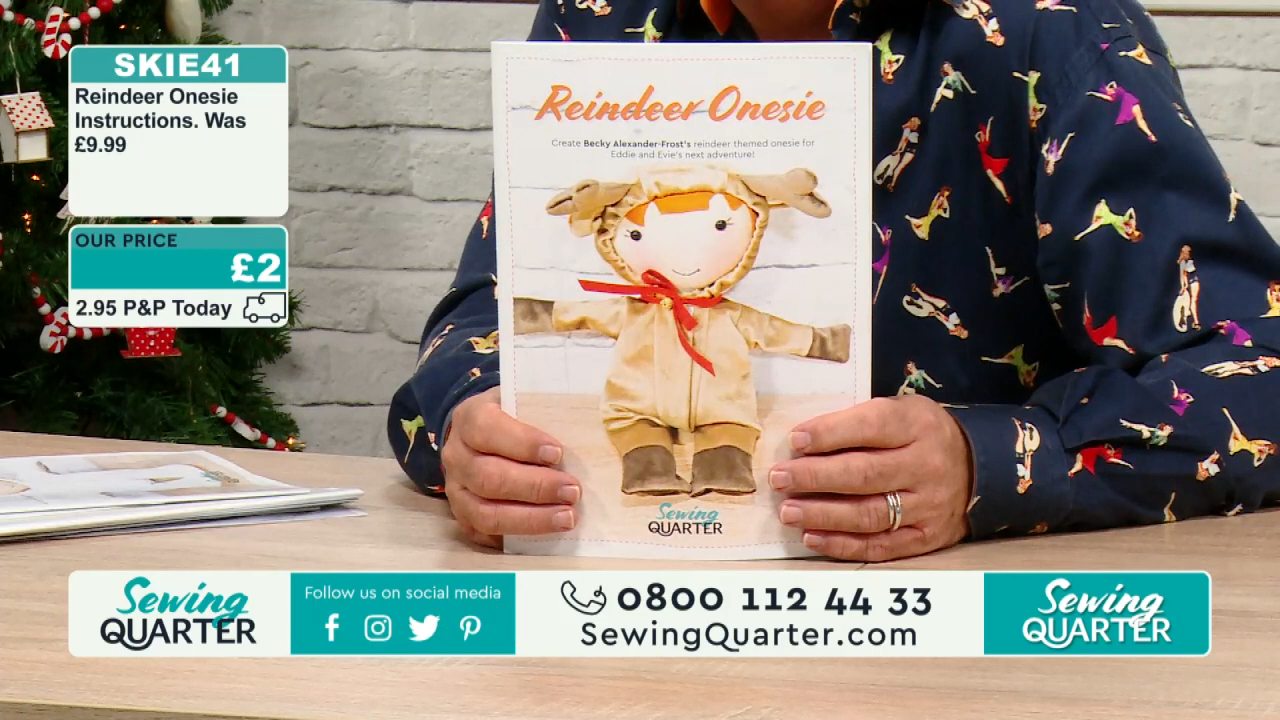 SKIE41
Reindeer Onesie
Instructions. Was
£9.99
OUR PRICE
£2
2.95 P&P Today
Reindeer Onesie
Create Becky Alexander-Frost's reindeer themed onesie for
Eddie and Evie's next adventure!
Sewing
QUARTER
Sewing
QUARTER
Follow us on social media
0800 112 44 33
SewingQuarter.com
Sewing
QUARTER